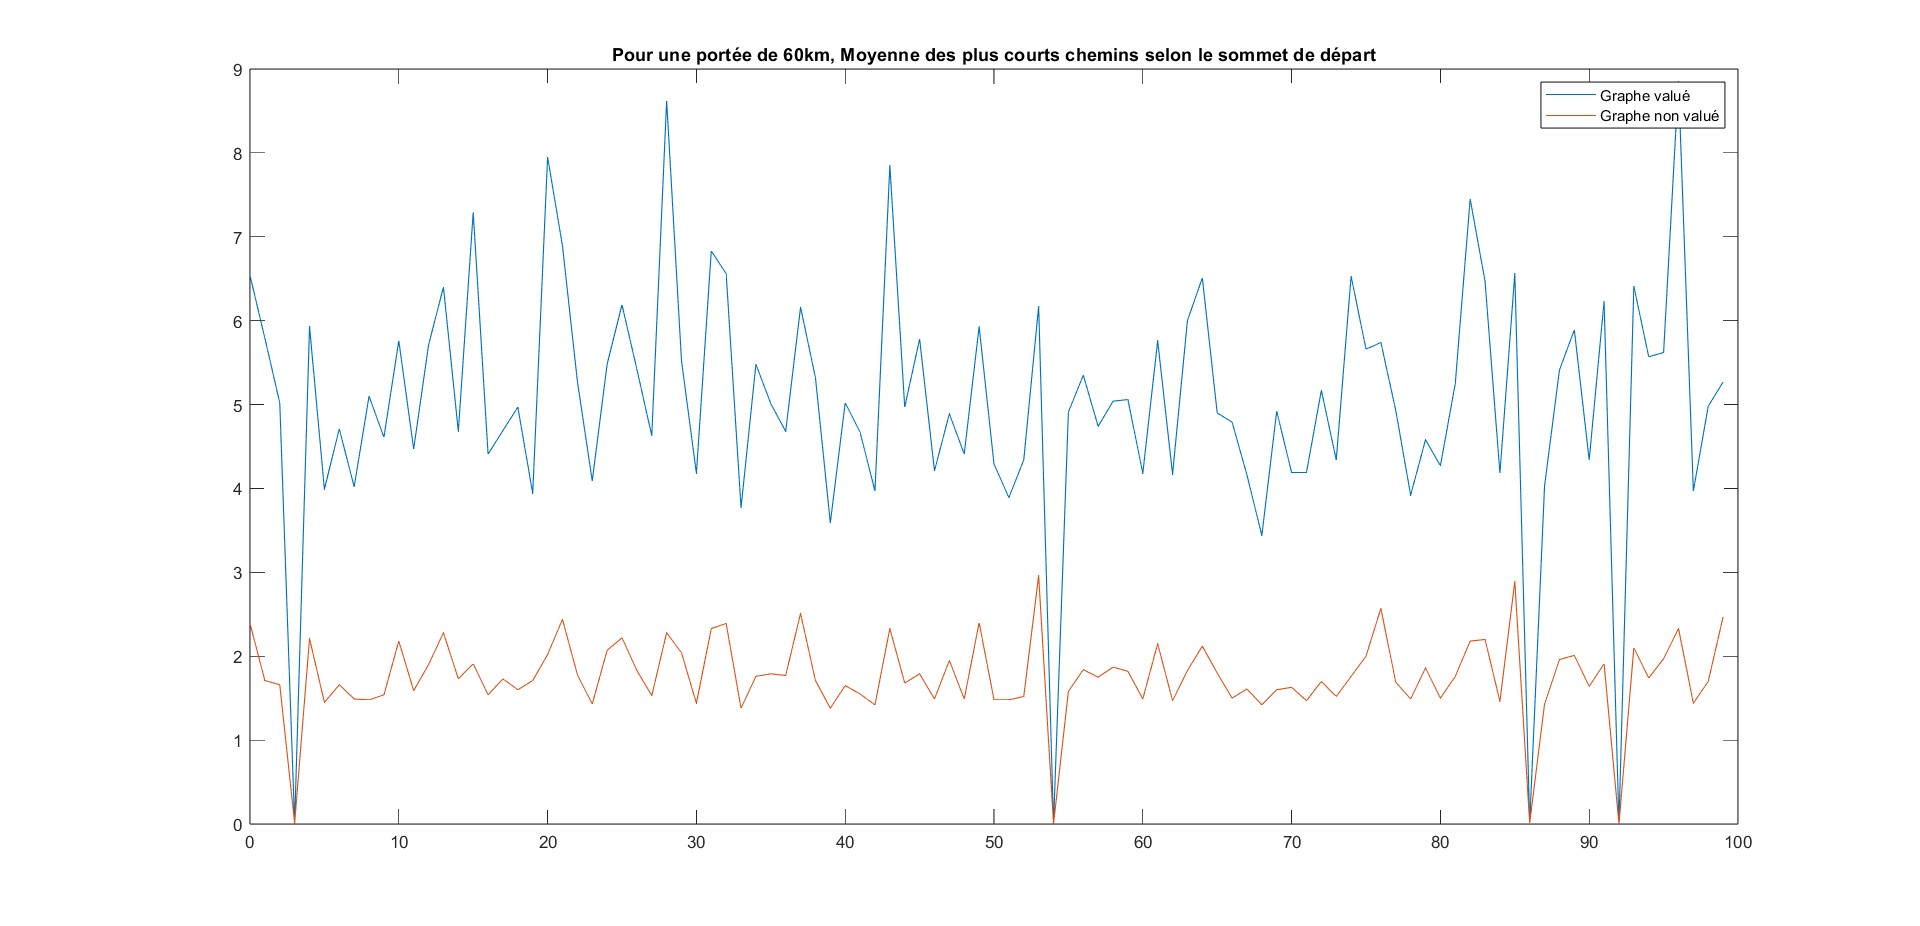 Pour une portée de 60km, Moyenne des plus courts chemins selon le sommet de départ
Graphe valué
Graphe non valué
9
8
7
6
5
4
3
2
1
0
0 10 20 30 40 50 60 70 80 90 100